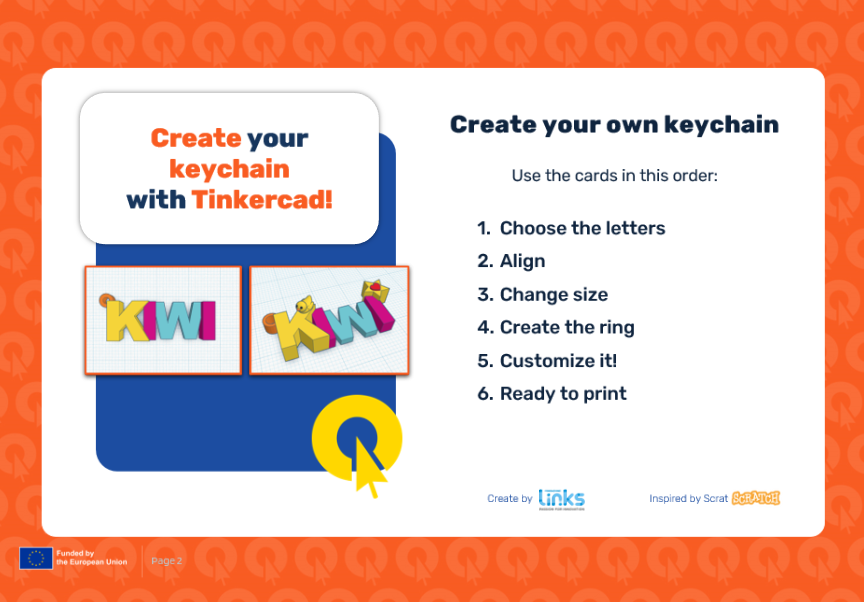 Create your
keychain
with Tinkercad!
KIWI
KIWI
Create your own keychain
Use the cards in this order:
1. Choose the letters
2. Align
3. Change size
4. Create the ring
5. Customize it!
6. Ready to print
Create by links
Inspired by Scrat SCRATCH
Funded by
the European Union
Page 2